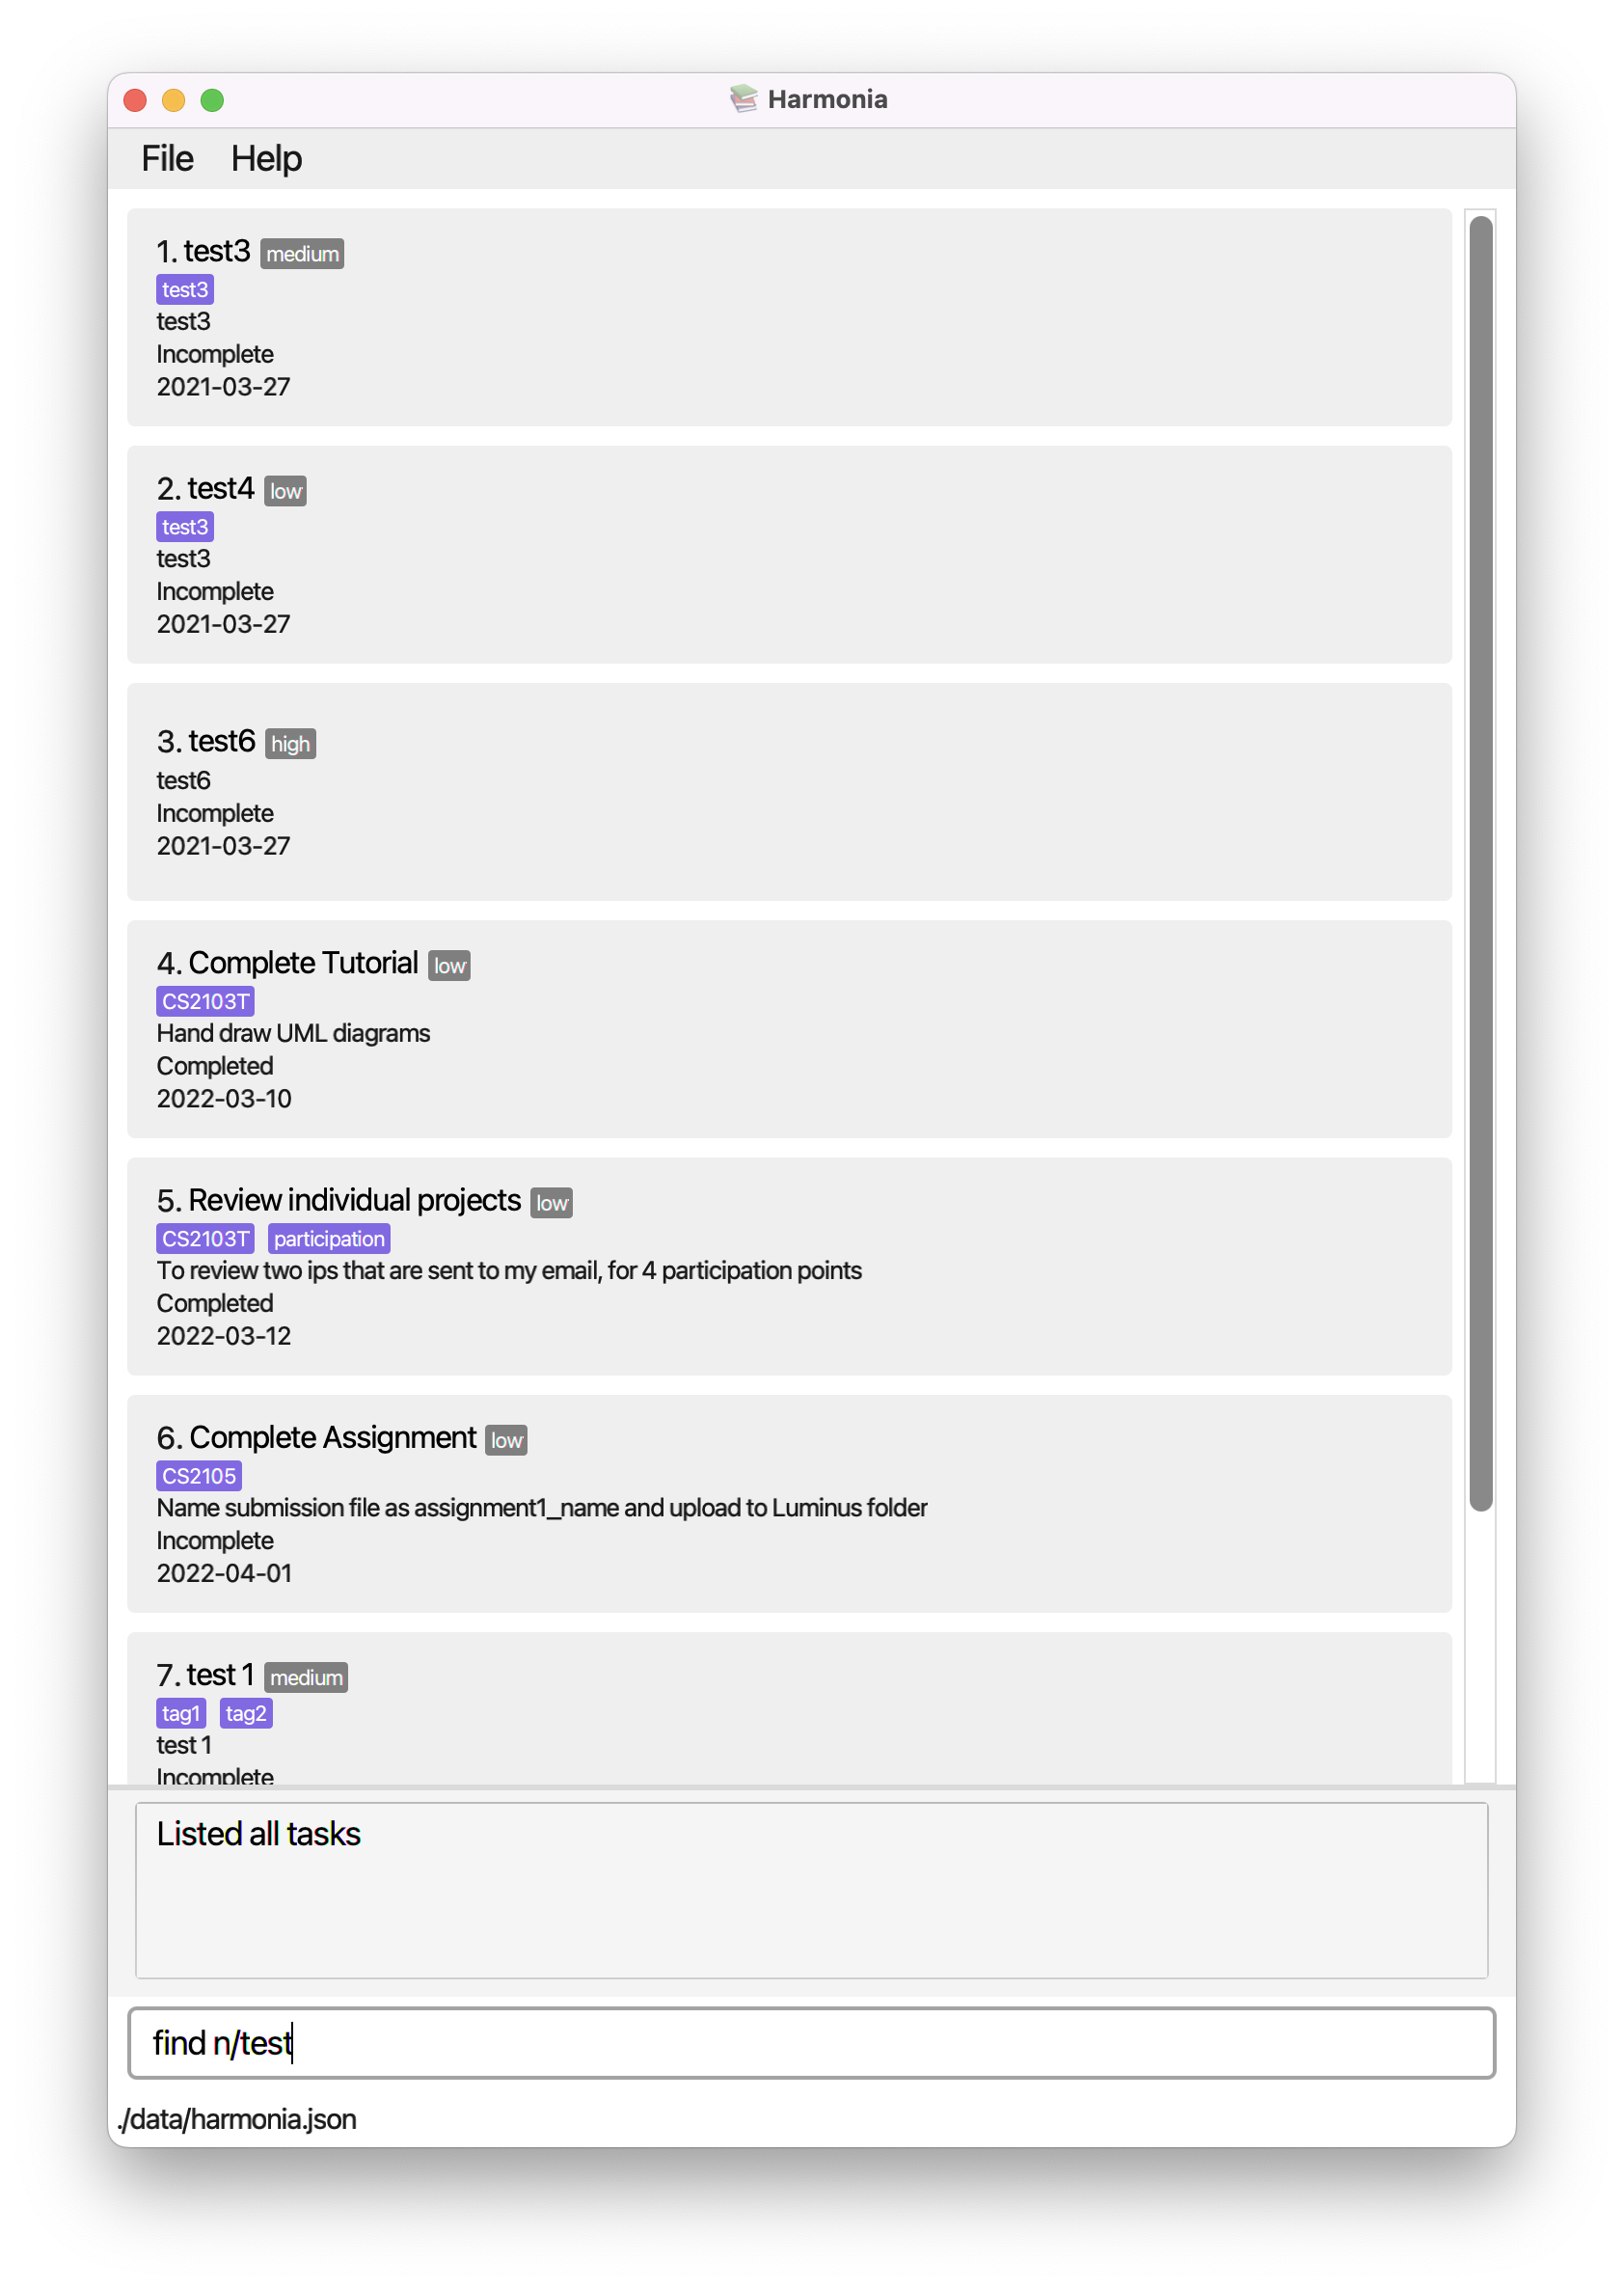 Harmonia
File Help
1. test3 medium
test3
test3
Incomplete
2021-03-27
2. test4 low
test3
test3
Incomplete
2021-03-27
3. test6 high
test6
Incomplete
2021-03-27
4. Complete Tutorial low
CS2103T
Hand draw UML diagrams
Completed
2022-03-10
5. Review individual projects low
CS2103T participation
To review two ips that are sent to my email, for 4 participation points
Completed
2022-03-12
6. Complete Assignment low
CS2105
Name submission file as assignment1_name and upload to Luminus folder
Incomplete
2022-04-01
7. test 1 medium
tag1 tag2
test 1
Incomplete
Listed all tasks
find n/test
./data/harmonia.json